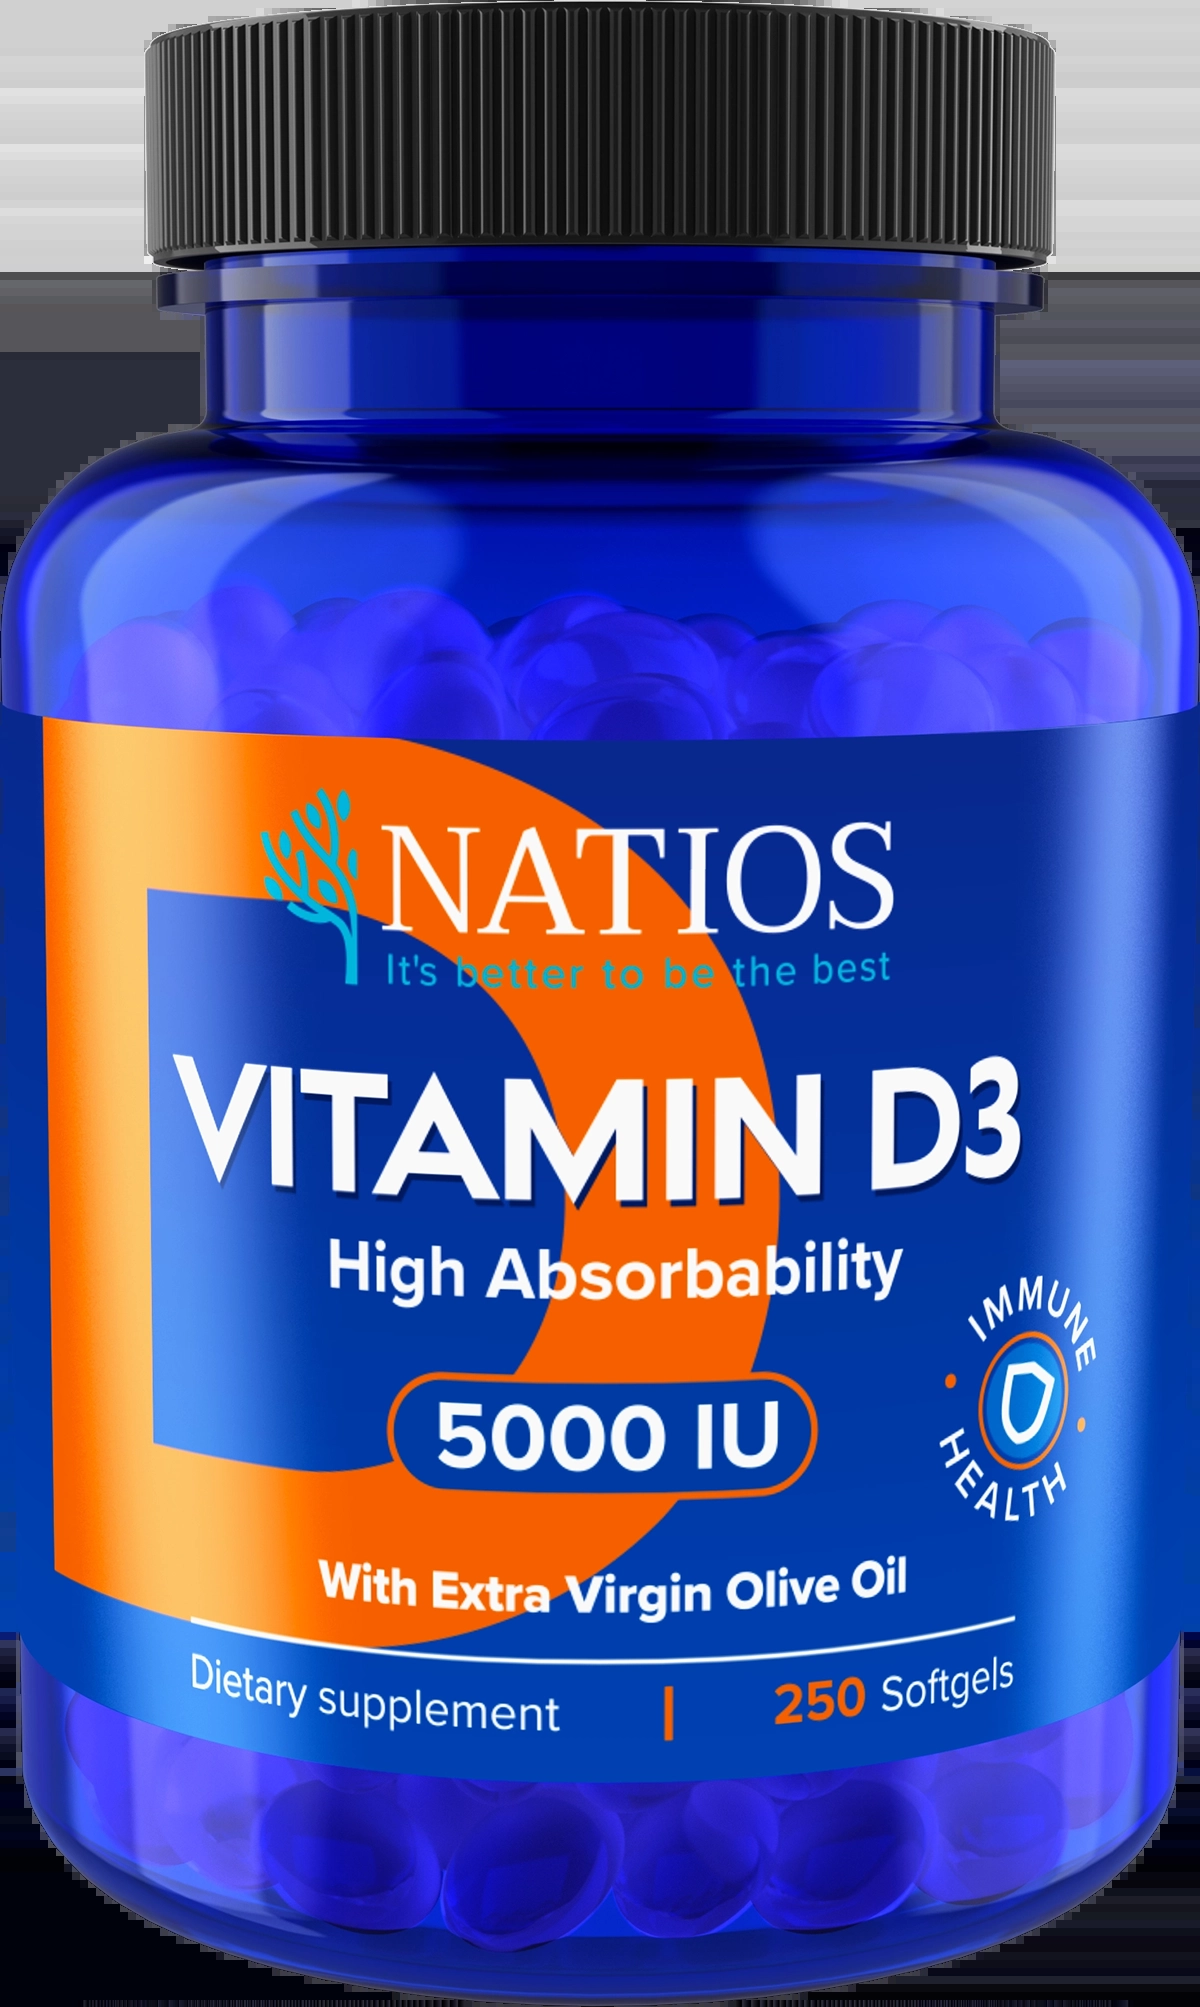 NATIOS
It's better to be the best
VITAMIN D3
High Absorbability
IMMUNE
HEALTH
5000 IU
With Extra Virgin Olive Oil
Dietary supplement | 250 Softgels